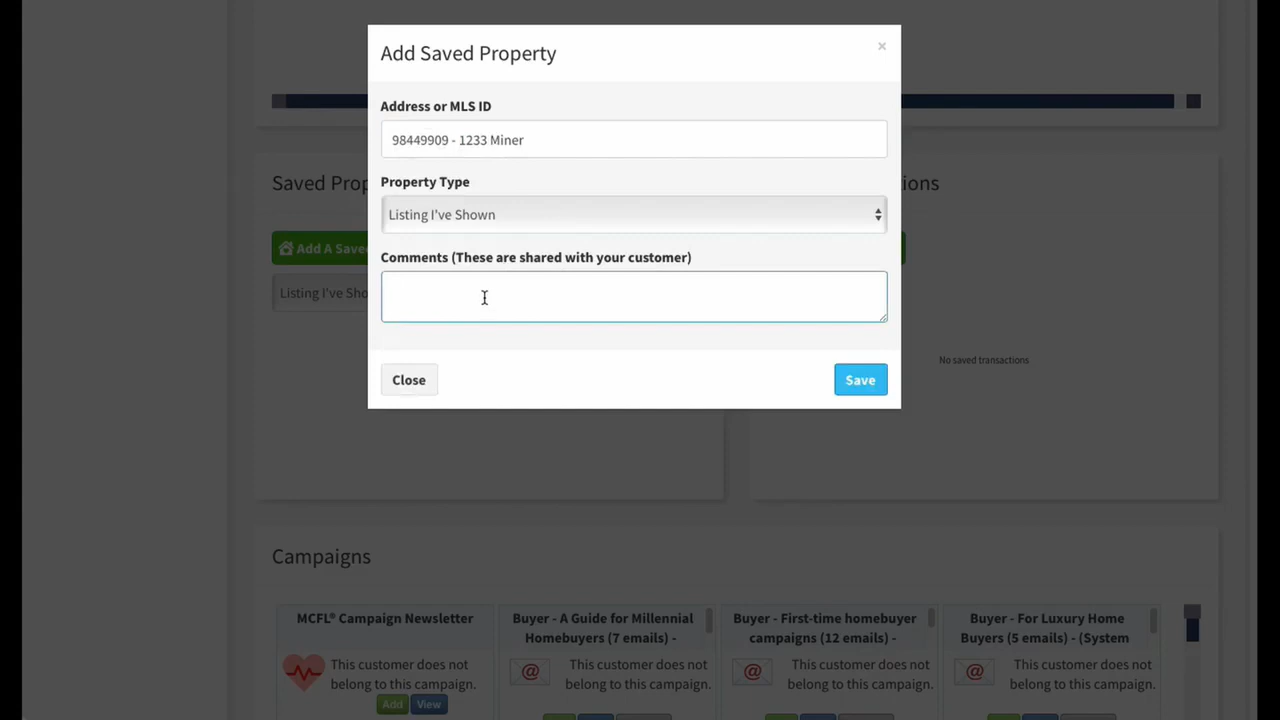 Add Saved Property
×
Address or MLS ID
98449909 - 1233 Miner
Property Type
Listing I've Shown
Comments (These are shared with your customer)
Close
Save
Saved Prop
ions
Add A Save
Listing I've Sho
No saved transactions
Campaigns
MCFL® Campaign Newsletter
This customer does not
belong to this campaign.
Add View
Buyer - A Guide for Millennial
Homebuyers (7 emails) -
@
This customer does not
belong to this campaign.
Buyer - First-time homebuyer
campaigns (12 emails) -
@
This customer does not
belong to this campaign.
Buyer - For Luxury Home
Buyers (5 emails) - (System
@
This customer does not
belong to this campaign.